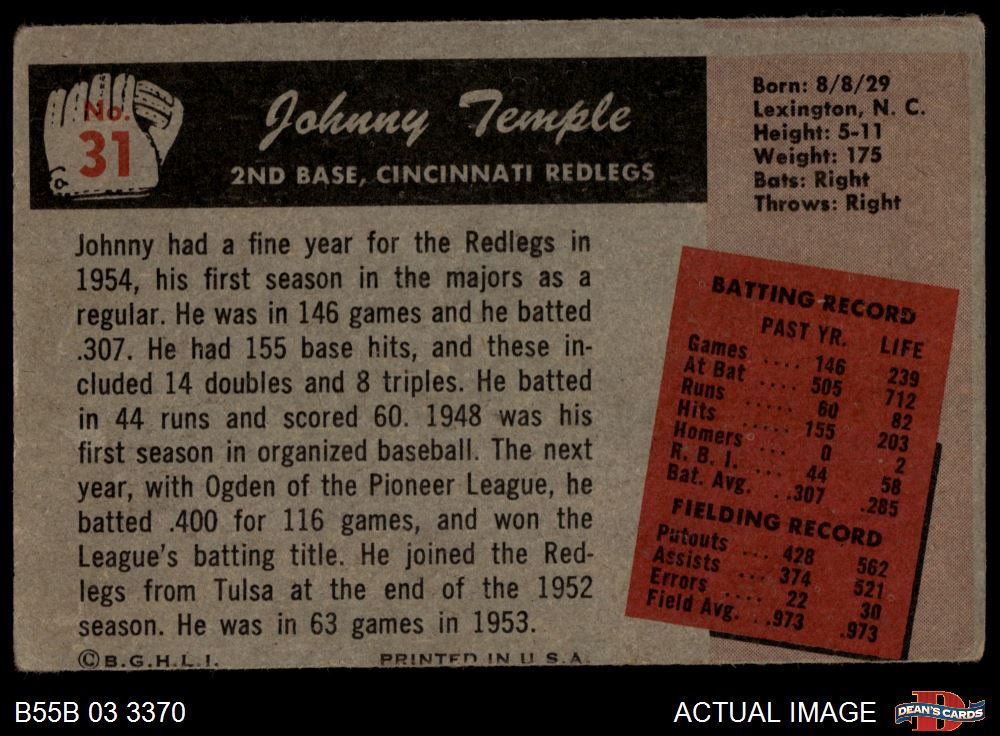 No.
31
Johnny Temple
2ND BASE, CINCINNATI REDLEGS
Born: 8/8/29
Lexington, N. C.
Height: 5-11
Weight: 175
Bats: Right
Throws: Right
Johnny had a fine year for the Redlegs in
1954, his first season in the majors as a
regular. He was in 146 games and he batted
.307. He had 155 base hits, and these in-
cluded 14 doubles and 8 triples. He batted
in 44 runs and scored 60. 1948 was his
first season in organized baseball. The next
year, with Ogden of the Pioneer League, he
batted .400 for 116 games, and won the
League's batting title. He joined the Red-
legs from Tulsa at the end of the 1952
season. He was in 63 games in 1953.
BATTING RECORD
PAST YR. LIFE
Games .... 146 239
At Bat .... 505 712
Runs ..... 60 82
Hits ..... 155 203
Homers ... 0 2
R. B. I. ... 44 58
Bat. Avg. . .307 .285
FIELDING RECORD
Putouts ... 428 562
Assists ... 374 521
Errors .... 22 30
Field Avg. . .973 .973
©B.G.H.L.I. PRINTED IN U.S.A.
B55B 03 3370
ACTUAL IMAGE
DEAN'S CARDS